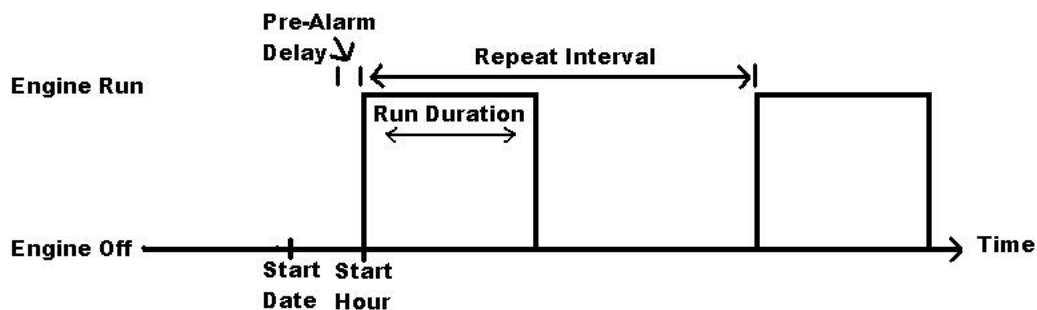 Pre-Alarm
Delay
Repeat Interval
Engine Run
Run Duration
Engine Off
Time
Start
Date
Start
Hour